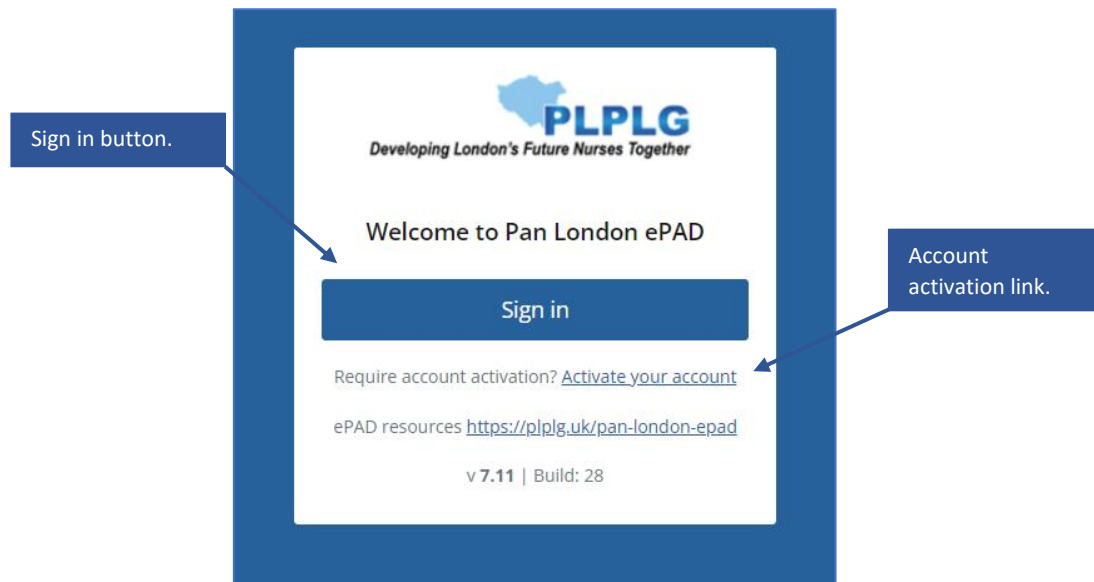 PLPLG
Developing London's Future Nurses Together
Sign in button.
Welcome to Pan London ePAD
Account
activation link.
Sign in
Require account activation? Activate your account
ePAD resources https://plplg.uk/pan-london-epad
v 7.11 | Build: 28